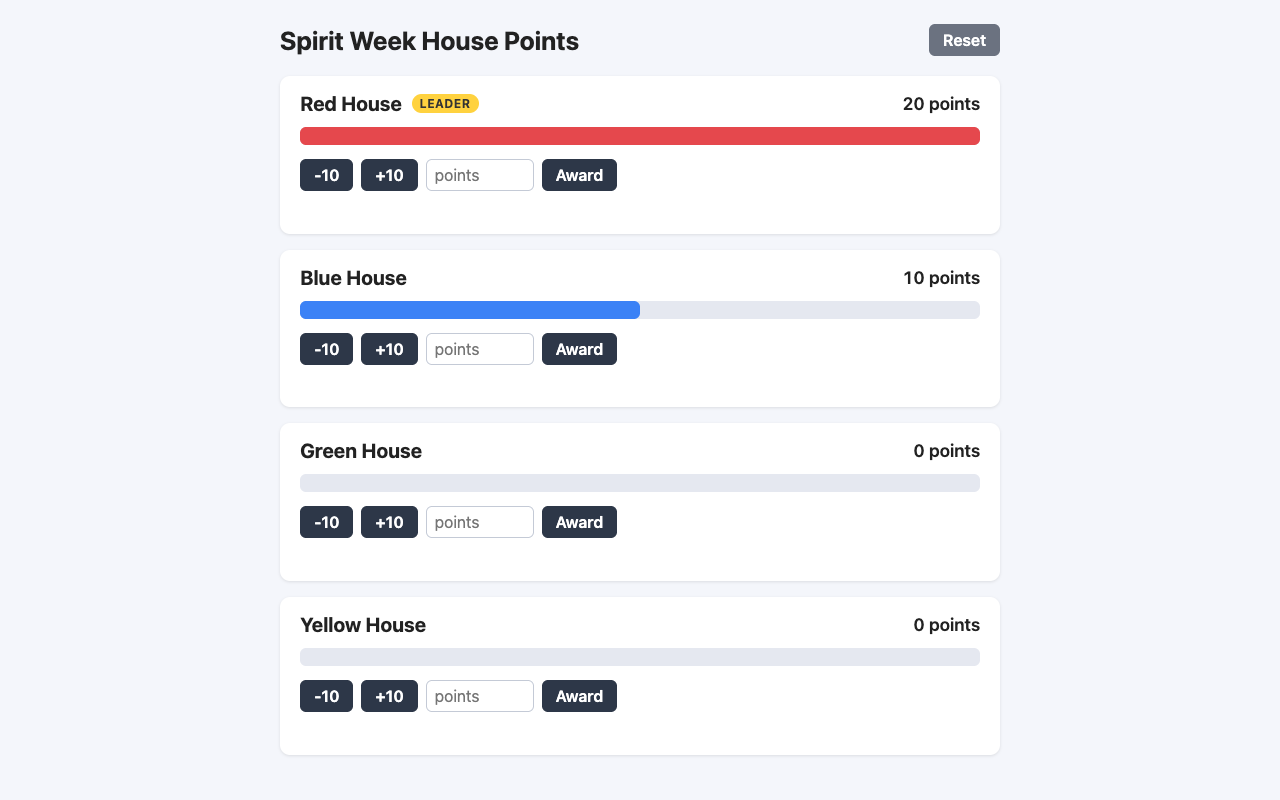 Spirit Week House Points Reset
Red House LEADER 20 points
-10 +10 points Award
Blue House 10 points
-10 +10 points Award
Green House 0 points
-10 +10 points Award
Yellow House 0 points
-10 +10 points Award